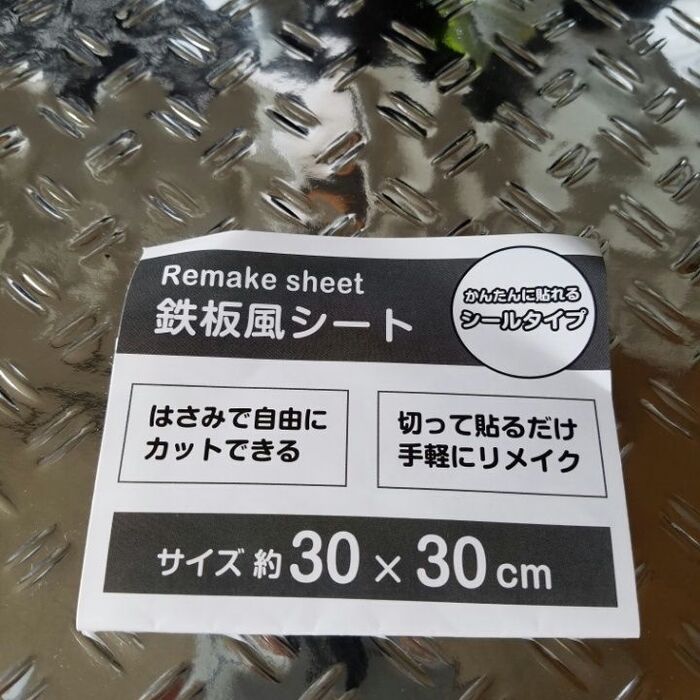 Remake sheet
鉄板風シート
かんたんに貼れる
シールタイプ
はさみで自由に
カットできる
切って貼るだけ
手軽にリメイク
サイズ 約 30 × 30 cm